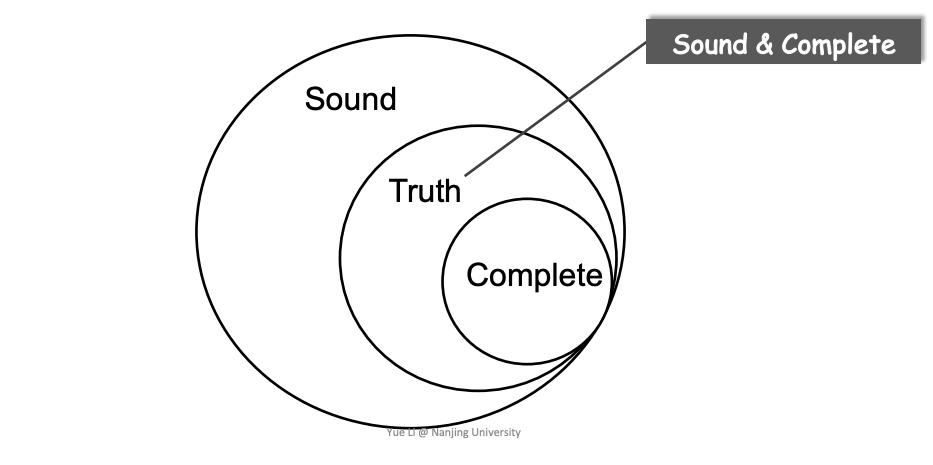 Sound & Complete
Sound
Truth
Complete
Yue Li @ Nanjing University